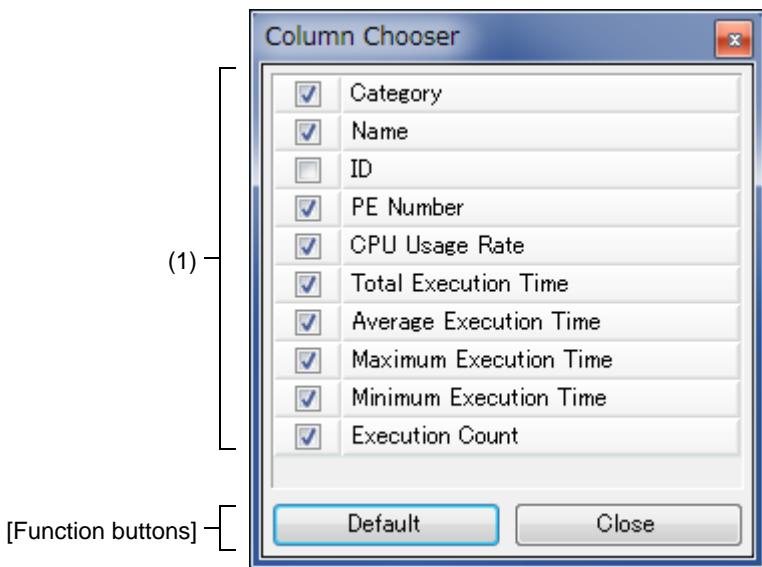 Column Chooser
Category
Name
ID
PE Number
CPU Usage Rate
(1)
Total Execution Time
Average Execution Time
Maximum Execution Time
Minimum Execution Time
Execution Count
[Function buttons]
Default
Close